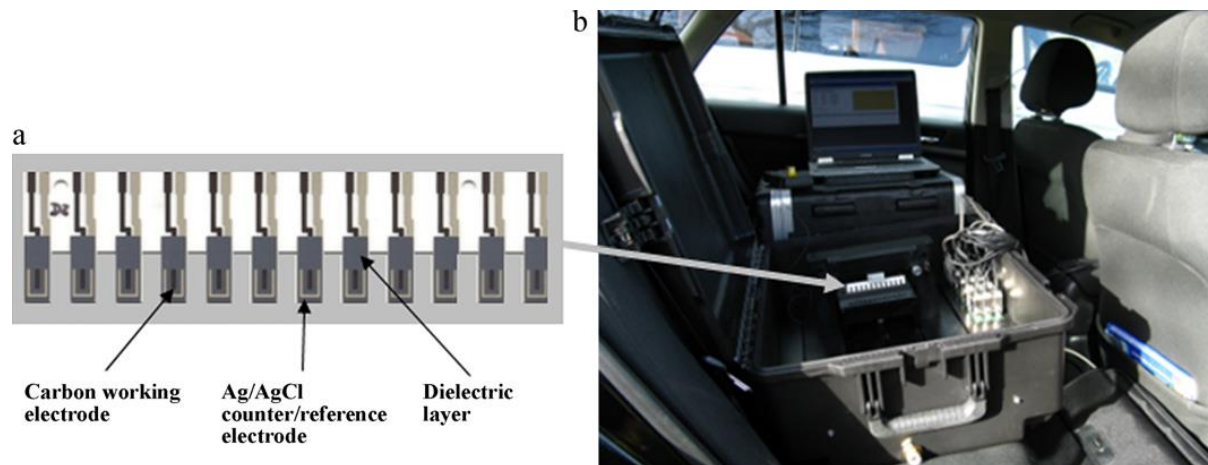 a
Carbon working
electrode
Ag/AgCl
counter/reference
electrode
Dielectric
layer
b